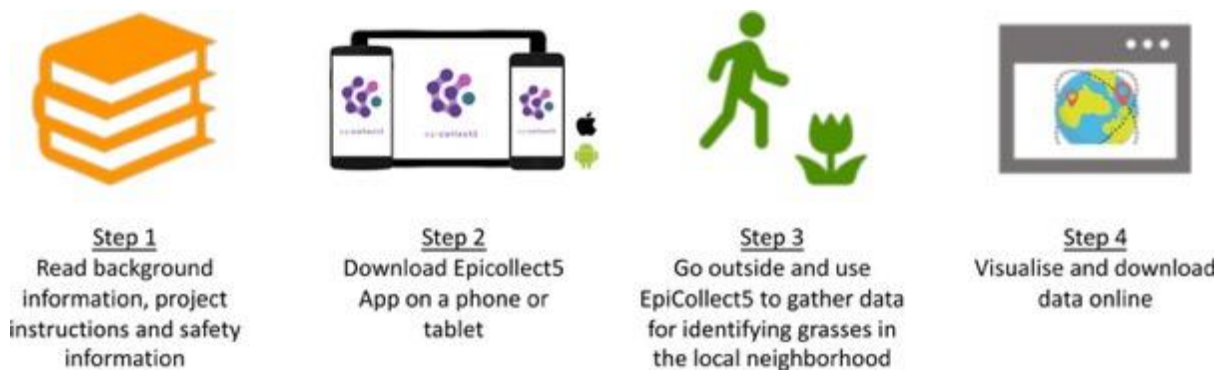 Step 1
Read background
information, project
instructions and safety
information
Step 2
Download Epicollect5
App on a phone or
tablet
Step 3
Go outside and use
EpiCollect5 to gather data
for identifying grasses in
the local neighborhood
Step 4
Visualise and download
data online